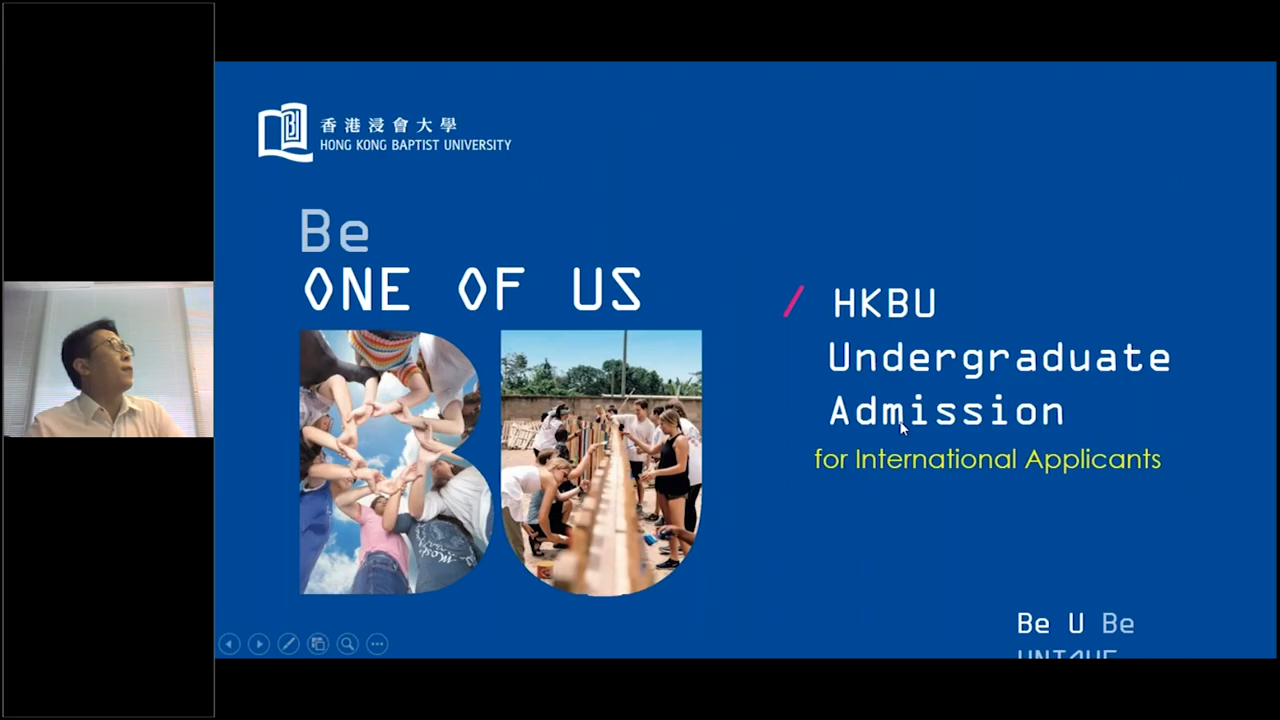 香港浸會大學
HONG KONG BAPTIST UNIVERSITY
Be
ONE OF US
/ HKBU
Undergraduate
Admission
for International Applicants
Be U Be